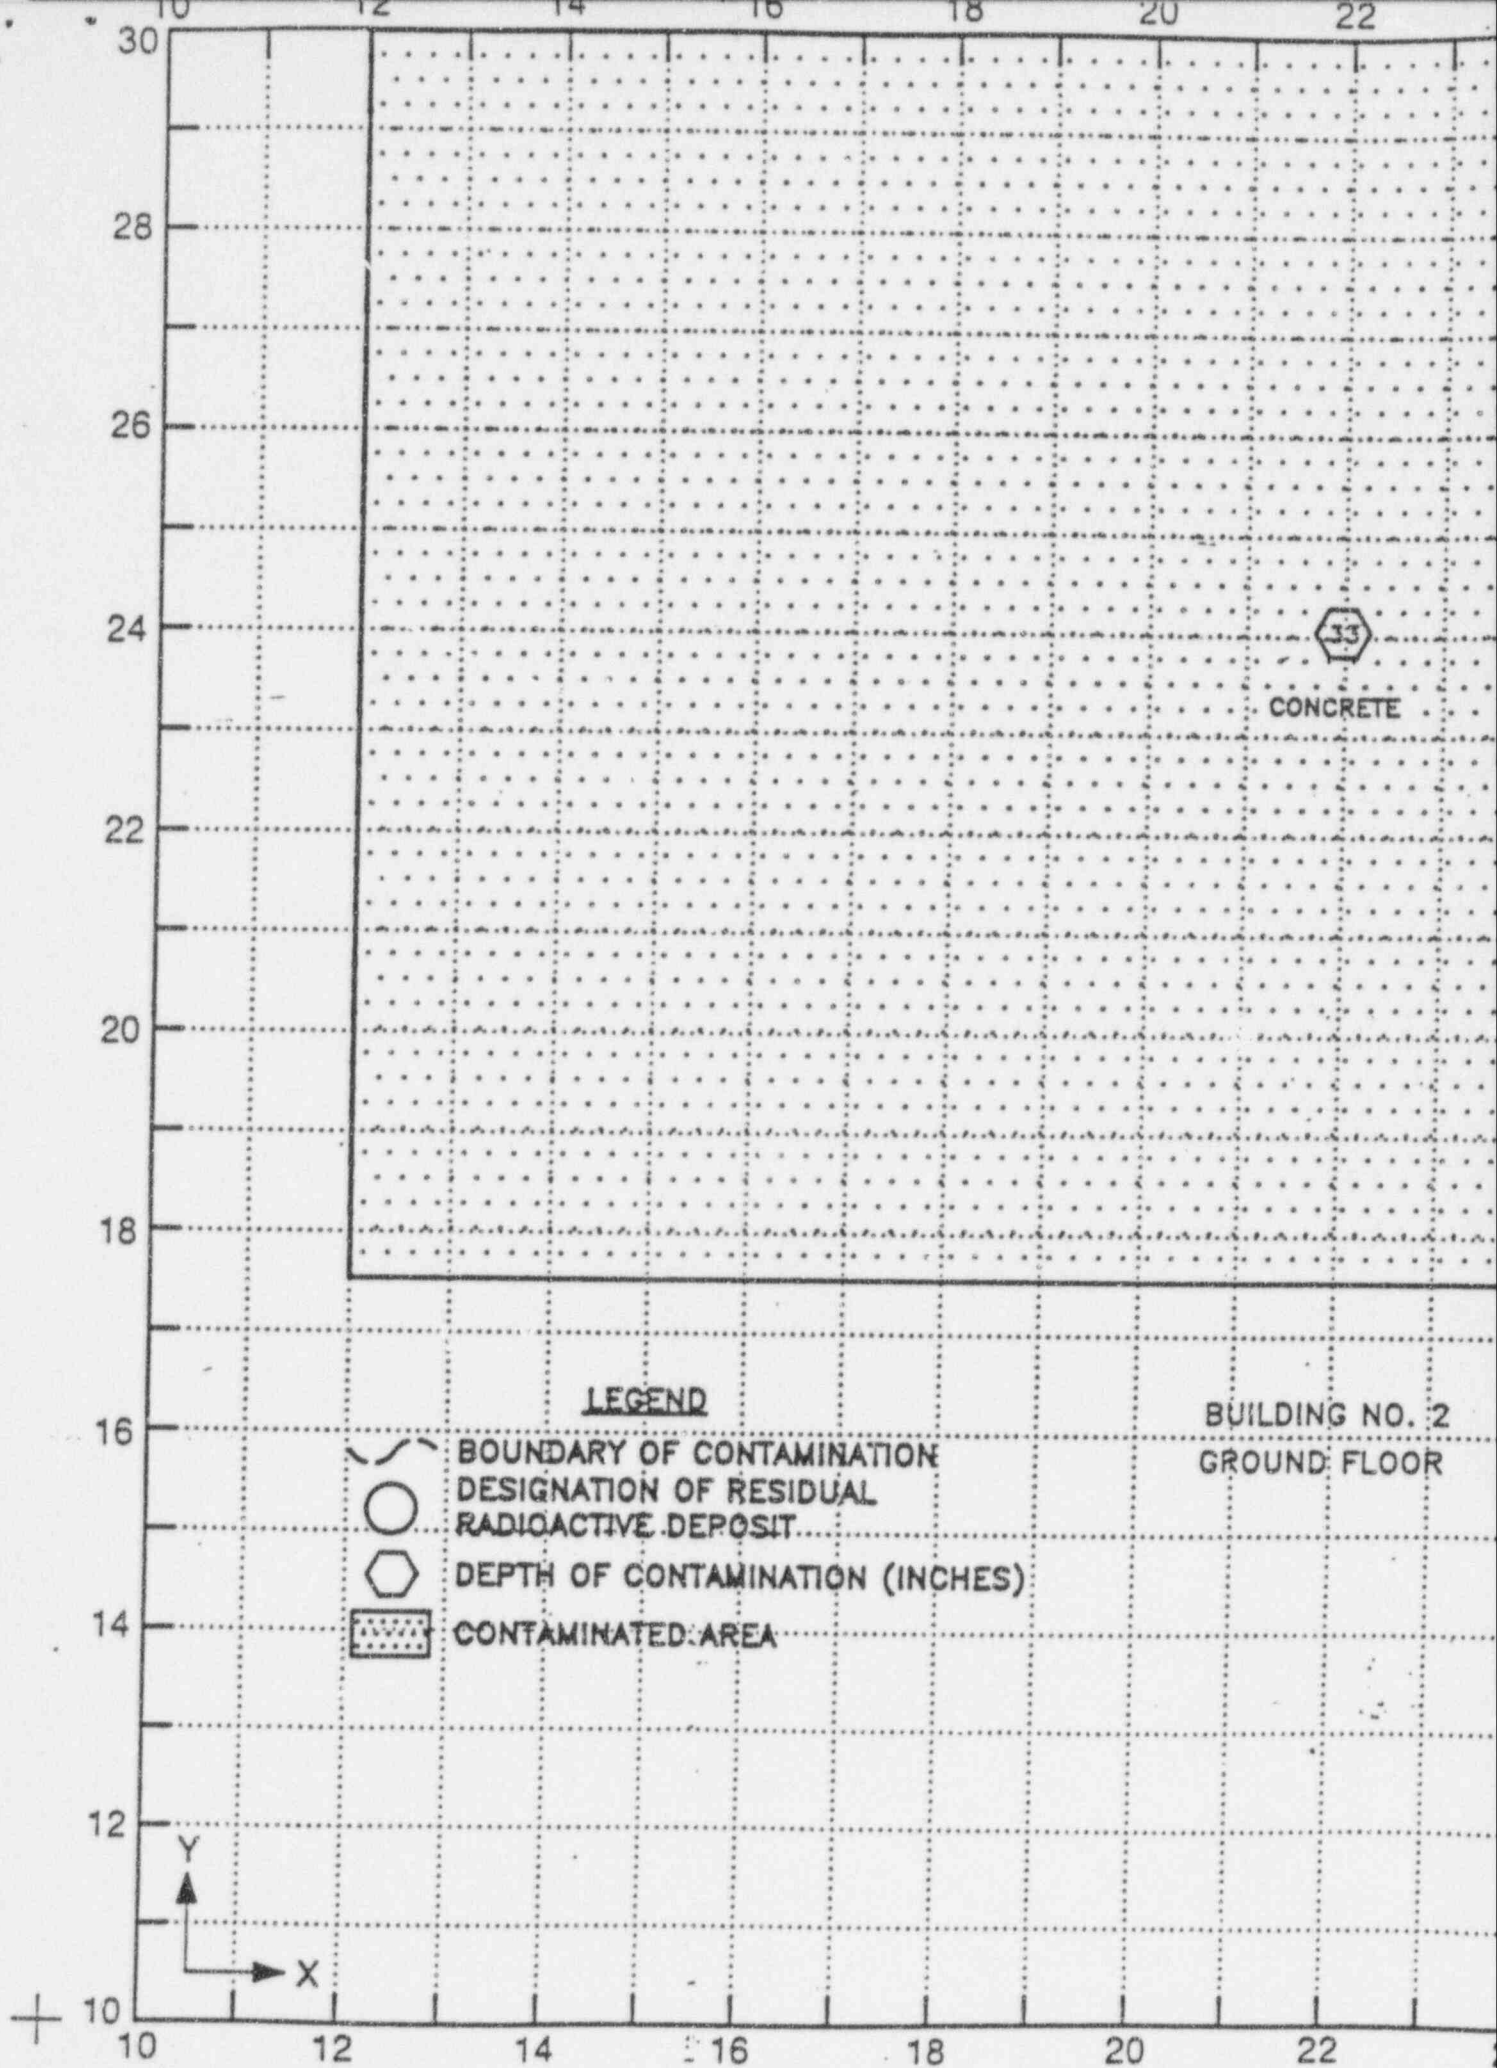 10 12 14 16 18 20 22
30
28
26
24
33
CONCRETE
22
20
18
LEGEND
16
BUILDING NO. 2
BOUNDARY OF CONTAMINATION
GROUND FLOOR
DESIGNATION OF RESIDUAL
RADIOACTIVE DEPOSIT
DEPTH OF CONTAMINATION (INCHES)
14
CONTAMINATED AREA
12
Y
X
10
10 12 14 16 18 20 22